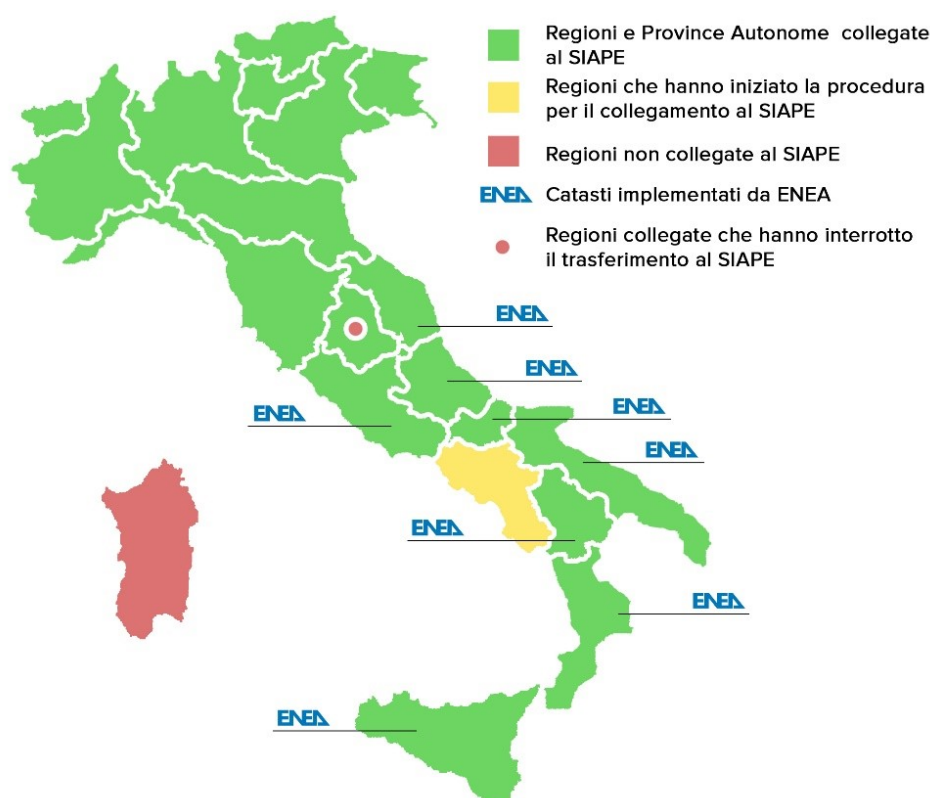 Regioni e Province Autonome collegate
al SIAPE
Regioni che hanno iniziato la procedura
per il collegamento al SIAPE
Regioni non collegate al SIAPE
ENEA Catasti implementati da ENEA
Regioni collegate che hanno interrotto
il trasferimento al SIAPE
ENEA
ENEA
ENEA
ENEA
ENEA
ENEA
ENEA
ENEA